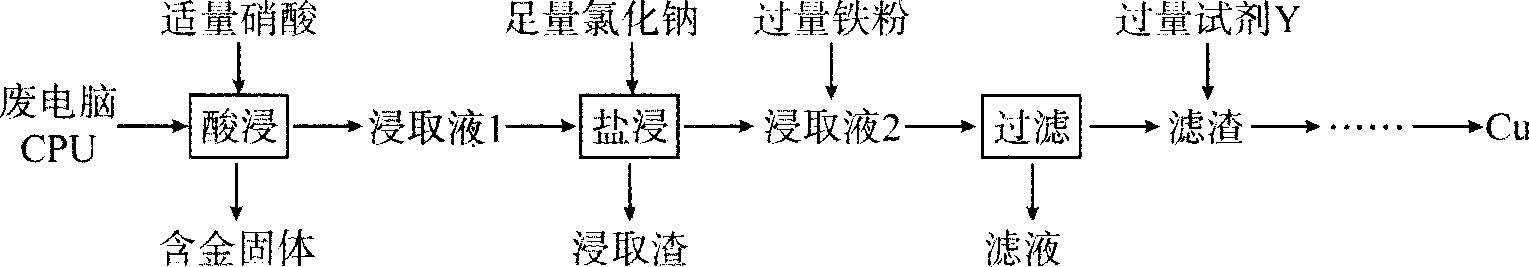 适量硝酸
足量氯化钠
过量铁粉
过量试剂Y
废电脑
CPU
酸浸
浸取液1
盐浸
浸取液2
过滤
滤渣
……
Cu
含金固体
浸取渣
滤液